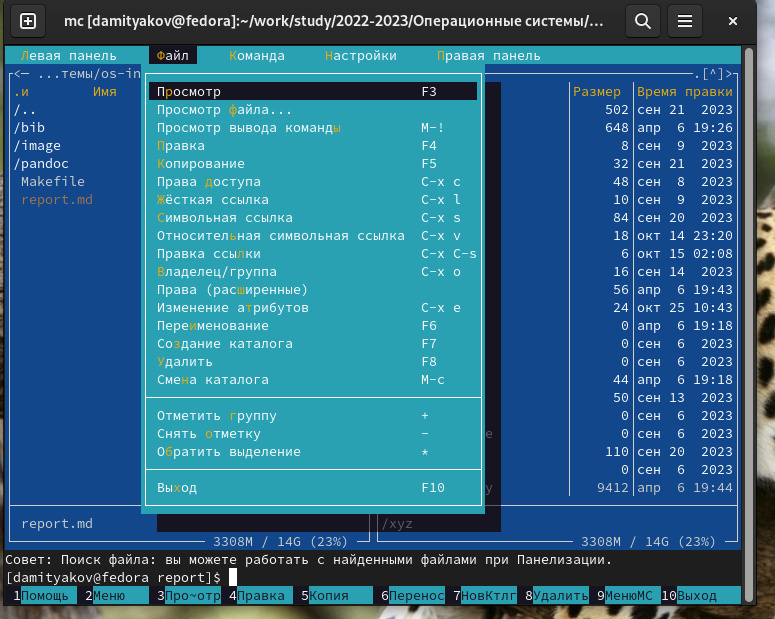 mc [damityakov@fedora]:~/work/study/2022-2023/Операционные системы/...
Левая панель Файл Команда Настройки Правая панель
<— ...темы/os-in .[^]>
.и Имя Просмотр F3 Размер Время правки
/.. Просмотр файла... 502 сен 21 2023
/bib Просмотр вывода команды M-! 648 апр 6 19:26
/image Правка F4 8 сен 9 2023
/pandoc Копирование F5 32 сен 21 2023
Makefile Права доступа C-x c 48 сен 8 2023
report.md Жёсткая ссылка C-x l 10 сен 9 2023
Символьная ссылка C-x s 84 сен 20 2023
Относительная символьная ссылка C-x v 18 окт 14 23:20
Правка ссылки C-x C-s 6 окт 15 02:08
Владелец/группа C-x o 16 сен 14 2023
Права (расширенные) 56 апр 6 19:43
Изменение атрибутов C-x e 24 окт 25 10:43
Переименование F6 0 апр 6 19:18
Создание каталога F7 0 сен 6 2023
Удалить F8 0 сен 6 2023
Смена каталога M-c 44 апр 6 19:18
50 сен 13 2023
Отметить группу + 0 сен 6 2023
Снять отметку - e 0 сен 6 2023
Обратить выделение * 110 сен 20 2023
0 сен 6 2023
Выход F10 y 9412 апр 6 19:44
report.md /xyz
3308M / 14G (23%) 3308M / 14G (23%)
Совет: Поиск файла: вы можете работать с найденными файлами при Панелизации.
[damityakov@fedora report]$
1Помощь 2Меню 3Про~отр 4Правка 5Копия 6Перенос 7НовКтлг 8Удалить 9МенюMC 10Выход